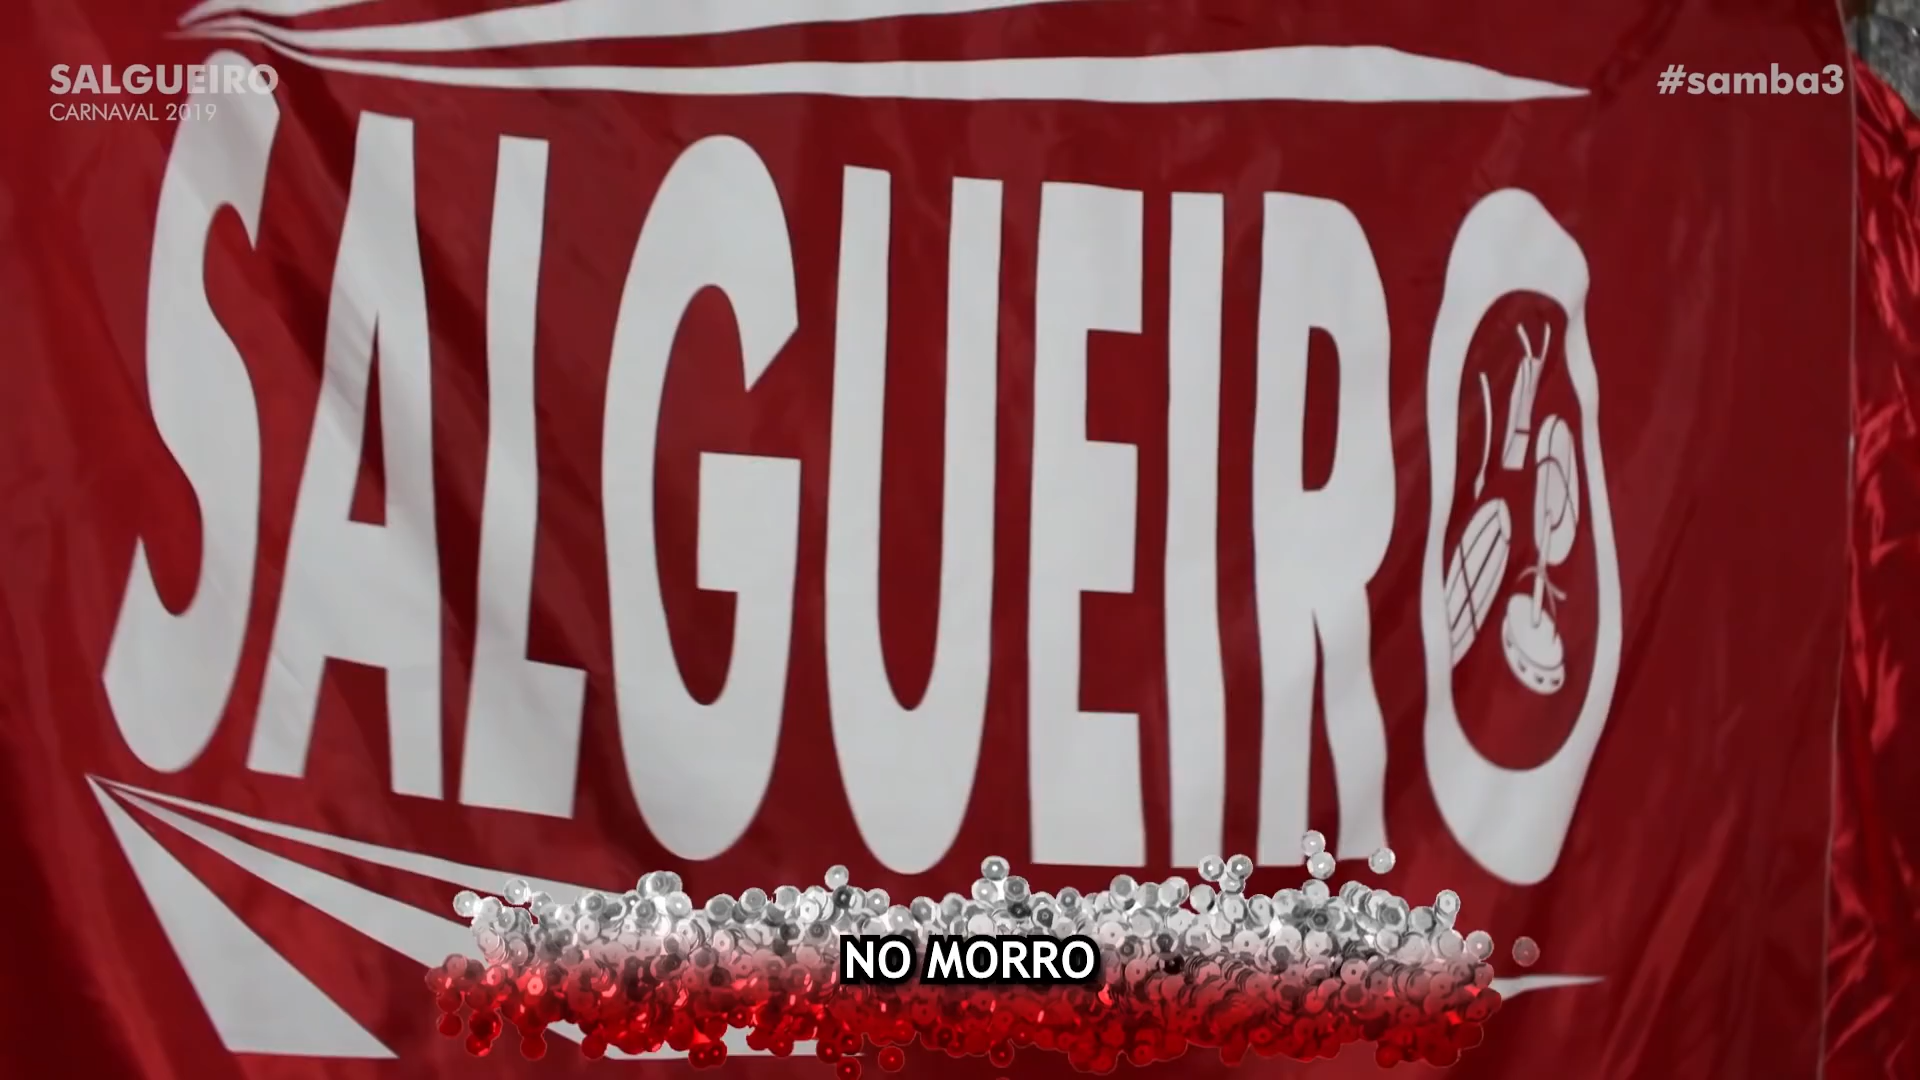 SALGUEIRO
CARNAVAL 2019
#samba3
SALGUEIRO
NO MORRO